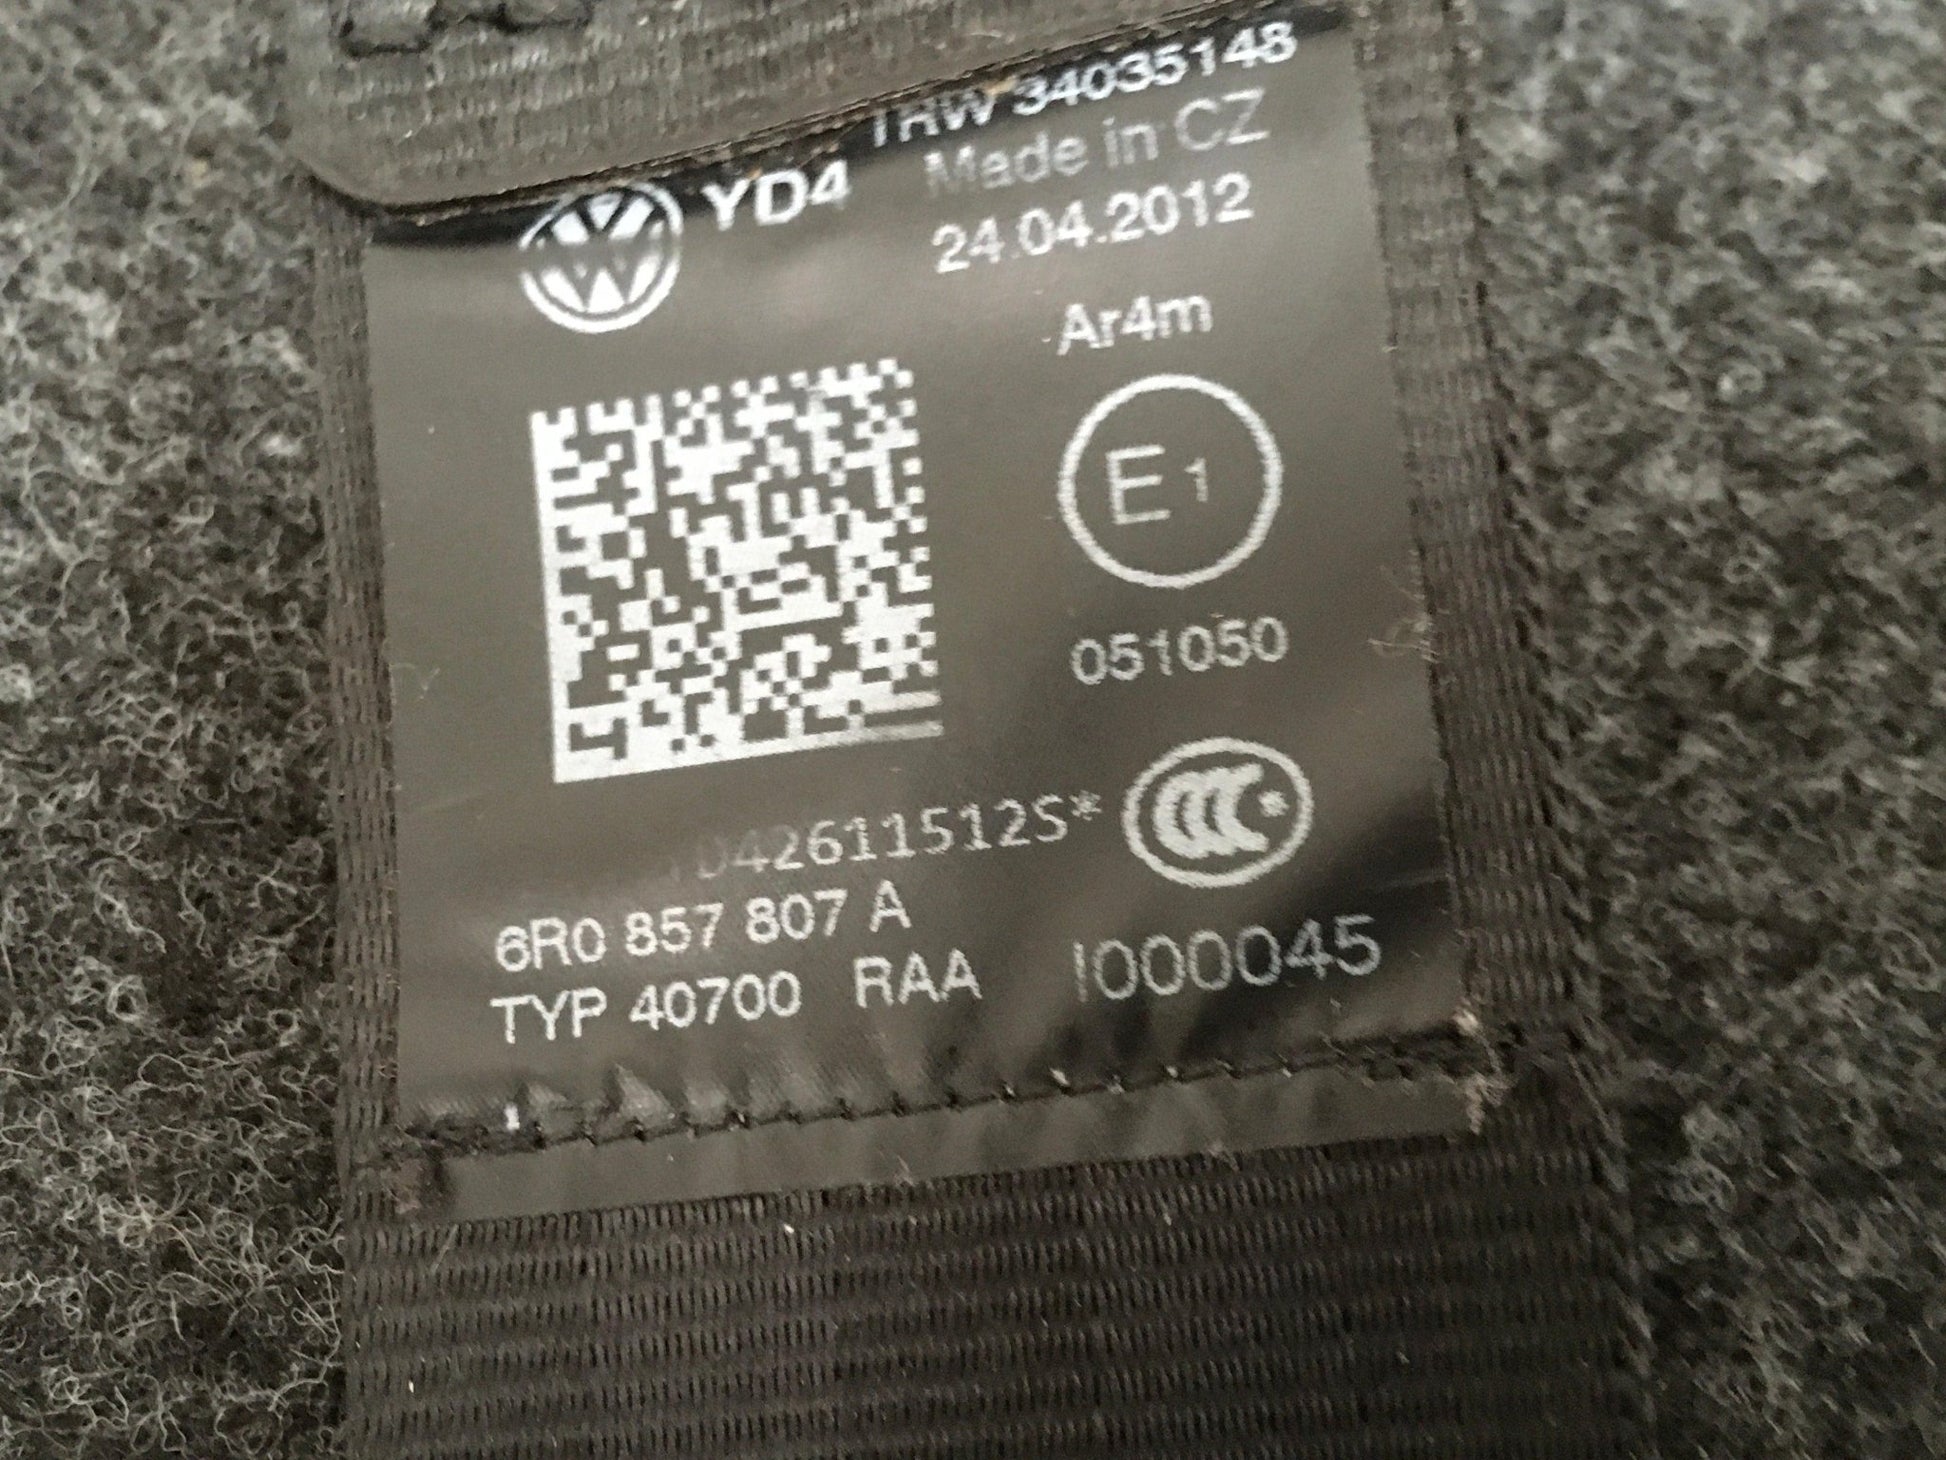 TRW 34035148
Made in CZ
YD4
24.04.2012
Ar4m
E1
051050
6R0 857 807 A
TYP 40700 RAA
I000045